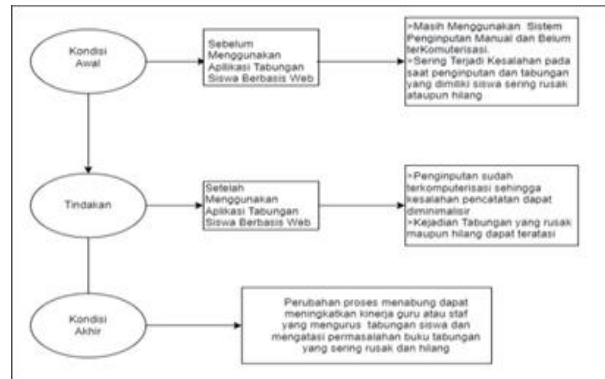 Kondisi
Awal
Sebelum
Menggunakan
Aplikasi Tabungan
Siswa Berbasis Web
>Masih Menggunakan Sistem
Penginputan Manual dan Belum
terKomuterisasi.
>Sering Terjadi Kesalahan pada
saat penginputan dan tabungan
yang dimiliki siswa sering rusak
ataupun hilang
Tindakan
Setelah
Menggunakan
Aplikasi Tabungan
Siswa Berbasis Web
>Penginputan sudah
terkomputerisasi sehingga
kesalahan pencatatan dapat
diminimalisir
>Kejadian Tabungan yang rusak
maupun hilang dapat teratasi
Kondisi
Akhir
Perubahan proses menabung dapat
meningkatkan kinerja guru atau staf
yang mengurus tabungan siswa dan
mengatasi permasalahan buku tabungan
yang sering rusak dan hilang